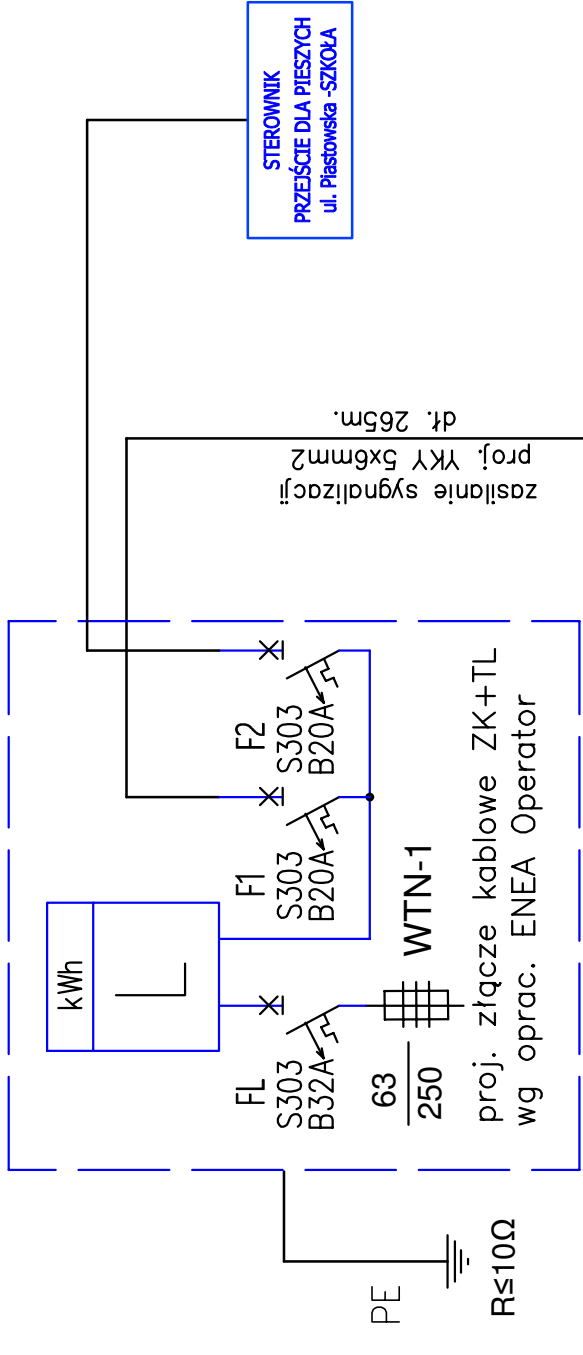 STEROWNIK
PRZEJŚCIE DLA PIESZYCH
ul. Piastowska -SZKOŁA
zasilanie sygnalizacji
proj. YKY 5x6mm2
dł. 265m.
kWh
L
FL
S303
B32A
F1
S303
B20A
F2
S303
B20A
63
250
WTN-1
proj. złącze kablowe ZK+TL
wg oprac. ENEA Operator
PE
R≤10Ω